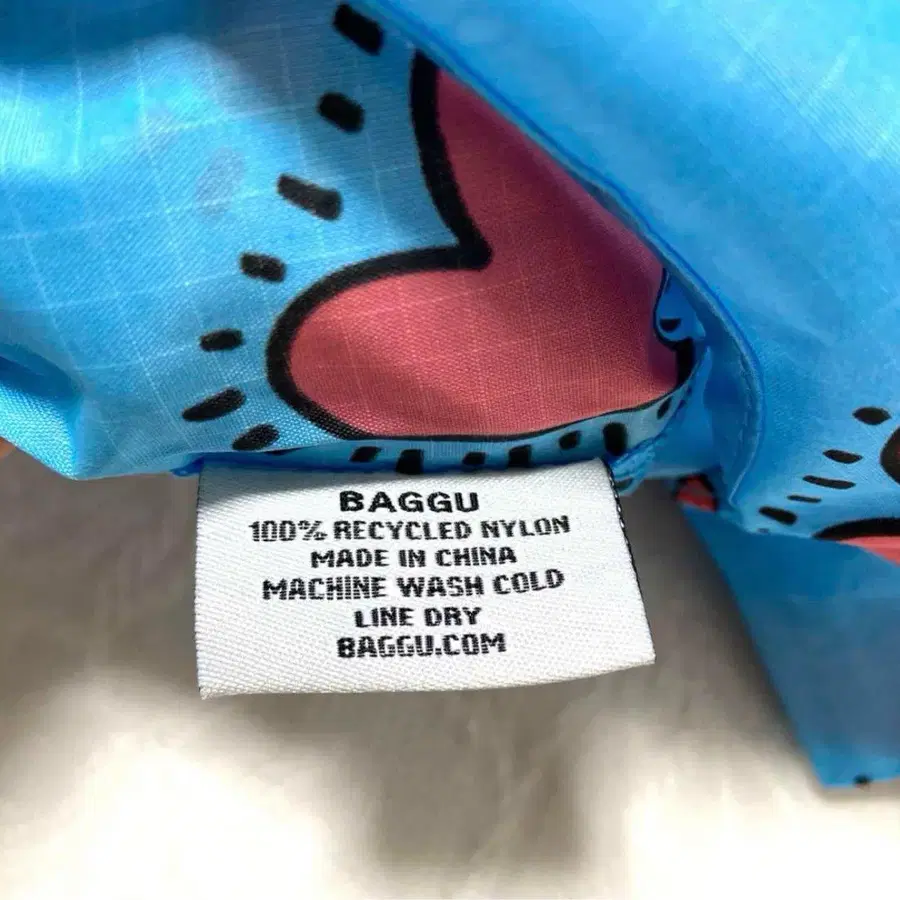 BAGGU
100% RECYCLED NYLON
MADE IN CHINA
MACHINE WASH COLD
LINE DRY
BAGGU.COM